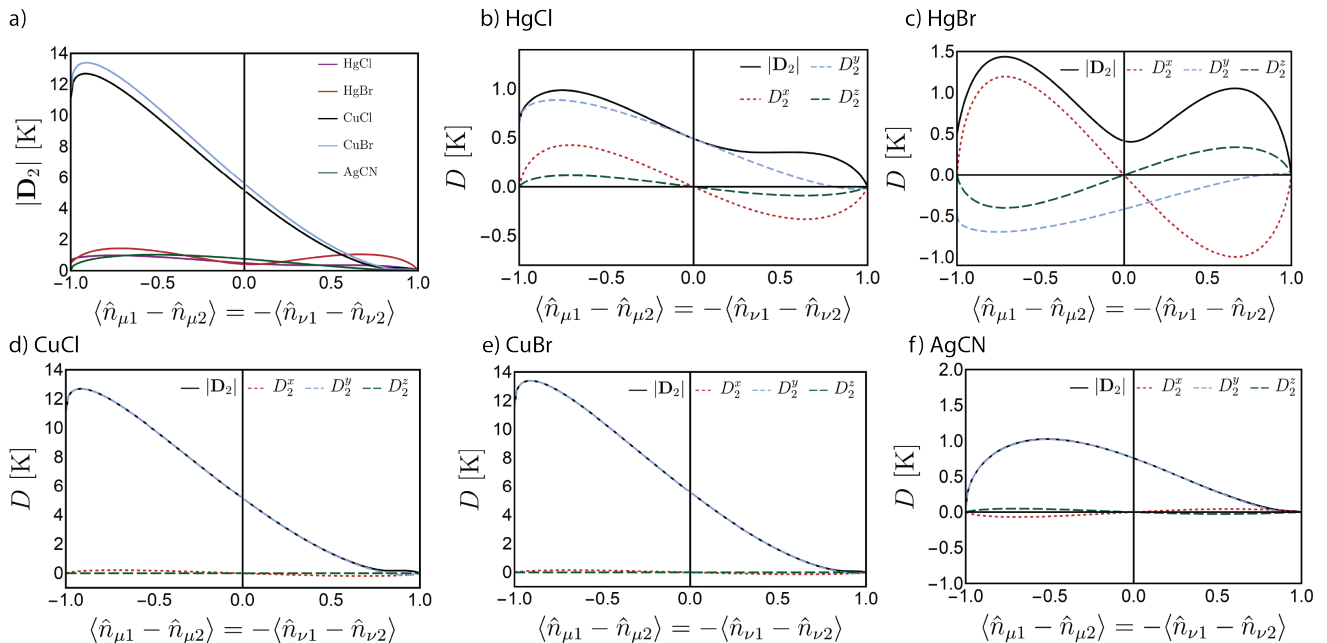 a)
|𝐃₂| [K]
14
12
10
8
6
4
2
0
HgCl
HgBr
CuCl
CuBr
AgCN
-1.0 -0.5 0.0 0.5 1.0
⟨n̂μ1 − n̂μ2⟩ = −⟨n̂ν1 − n̂ν2⟩
b) HgCl
D [K]
1.0
0.5
0.0
-0.5
|𝐃₂| D₂ʸ
D₂ˣ D₂ᶻ
-1.0 -0.5 0.0 0.5 1.0
⟨n̂μ1 − n̂μ2⟩ = −⟨n̂ν1 − n̂ν2⟩
c) HgBr
D [K]
1.5
1.0
0.5
0.0
-0.5
-1.0
|𝐃₂| D₂ˣ D₂ʸ D₂ᶻ
-1.0 -0.5 0.0 0.5 1.0
⟨n̂μ1 − n̂μ2⟩ = −⟨n̂ν1 − n̂ν2⟩
d) CuCl
D [K]
14
12
10
8
6
4
2
0
|𝐃₂| D₂ˣ D₂ʸ D₂ᶻ
-1.0 -0.5 0.0 0.5 1.0
⟨n̂μ1 − n̂μ2⟩ = −⟨n̂ν1 − n̂ν2⟩
e) CuBr
D [K]
14
12
10
8
6
4
2
0
|𝐃₂| D₂ˣ D₂ʸ D₂ᶻ
-1.0 -0.5 0.0 0.5 1.0
⟨n̂μ1 − n̂μ2⟩ = −⟨n̂ν1 − n̂ν2⟩
f) AgCN
D [K]
2.0
1.5
1.0
0.5
0.0
-0.5
-1.0
|𝐃₂| D₂ˣ D₂ʸ D₂ᶻ
-1.0 -0.5 0.0 0.5 1.0
⟨n̂μ1 − n̂μ2⟩ = −⟨n̂ν1 − n̂ν2⟩